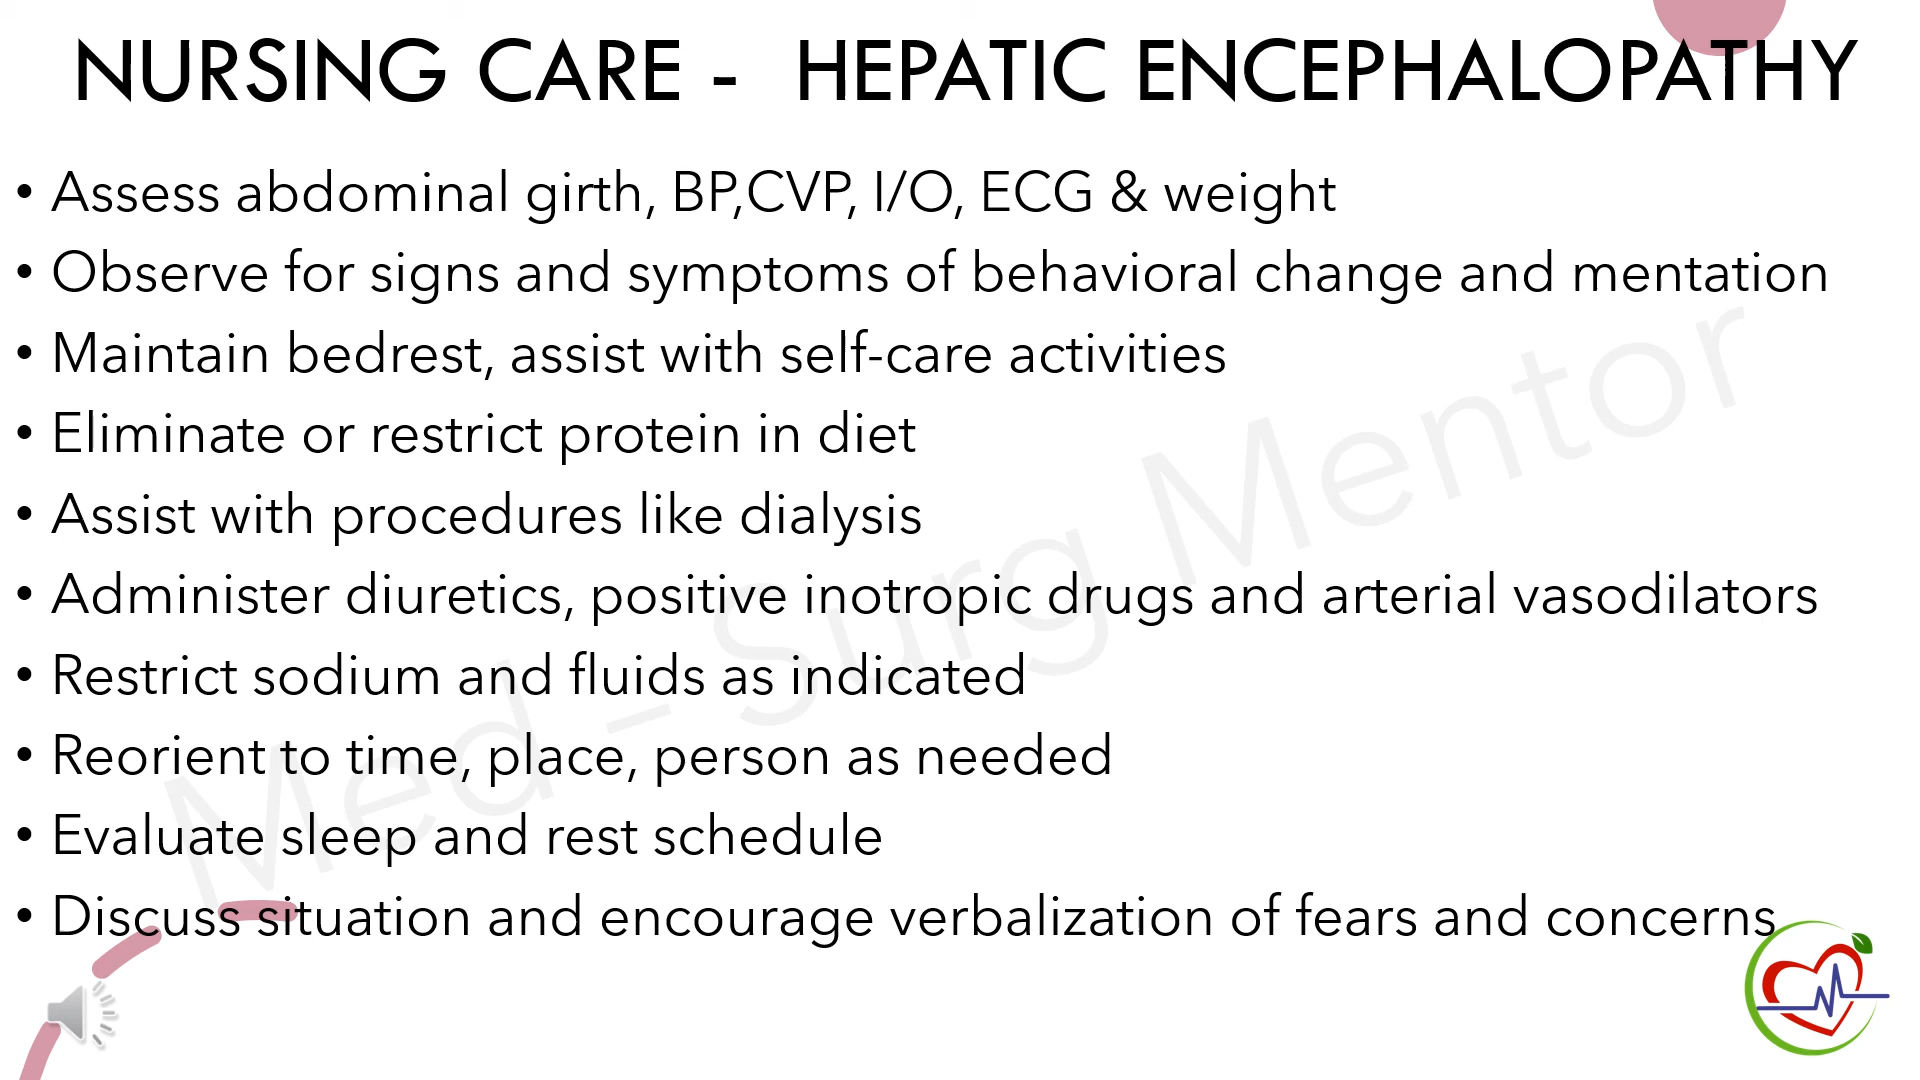 NURSING CARE - HEPATIC ENCEPHALOPATHY
• Assess abdominal girth, BP,CVP, I/O, ECG & weight
• Observe for signs and symptoms of behavioral change and mentation
• Maintain bedrest, assist with self-care activities
• Eliminate or restrict protein in diet
• Assist with procedures like dialysis
• Administer diuretics, positive inotropic drugs and arterial vasodilators
• Restrict sodium and fluids as indicated
• Reorient to time, place, person as needed
• Evaluate sleep and rest schedule
• Discuss situation and encourage verbalization of fears and concerns
Med – Surg Mentor